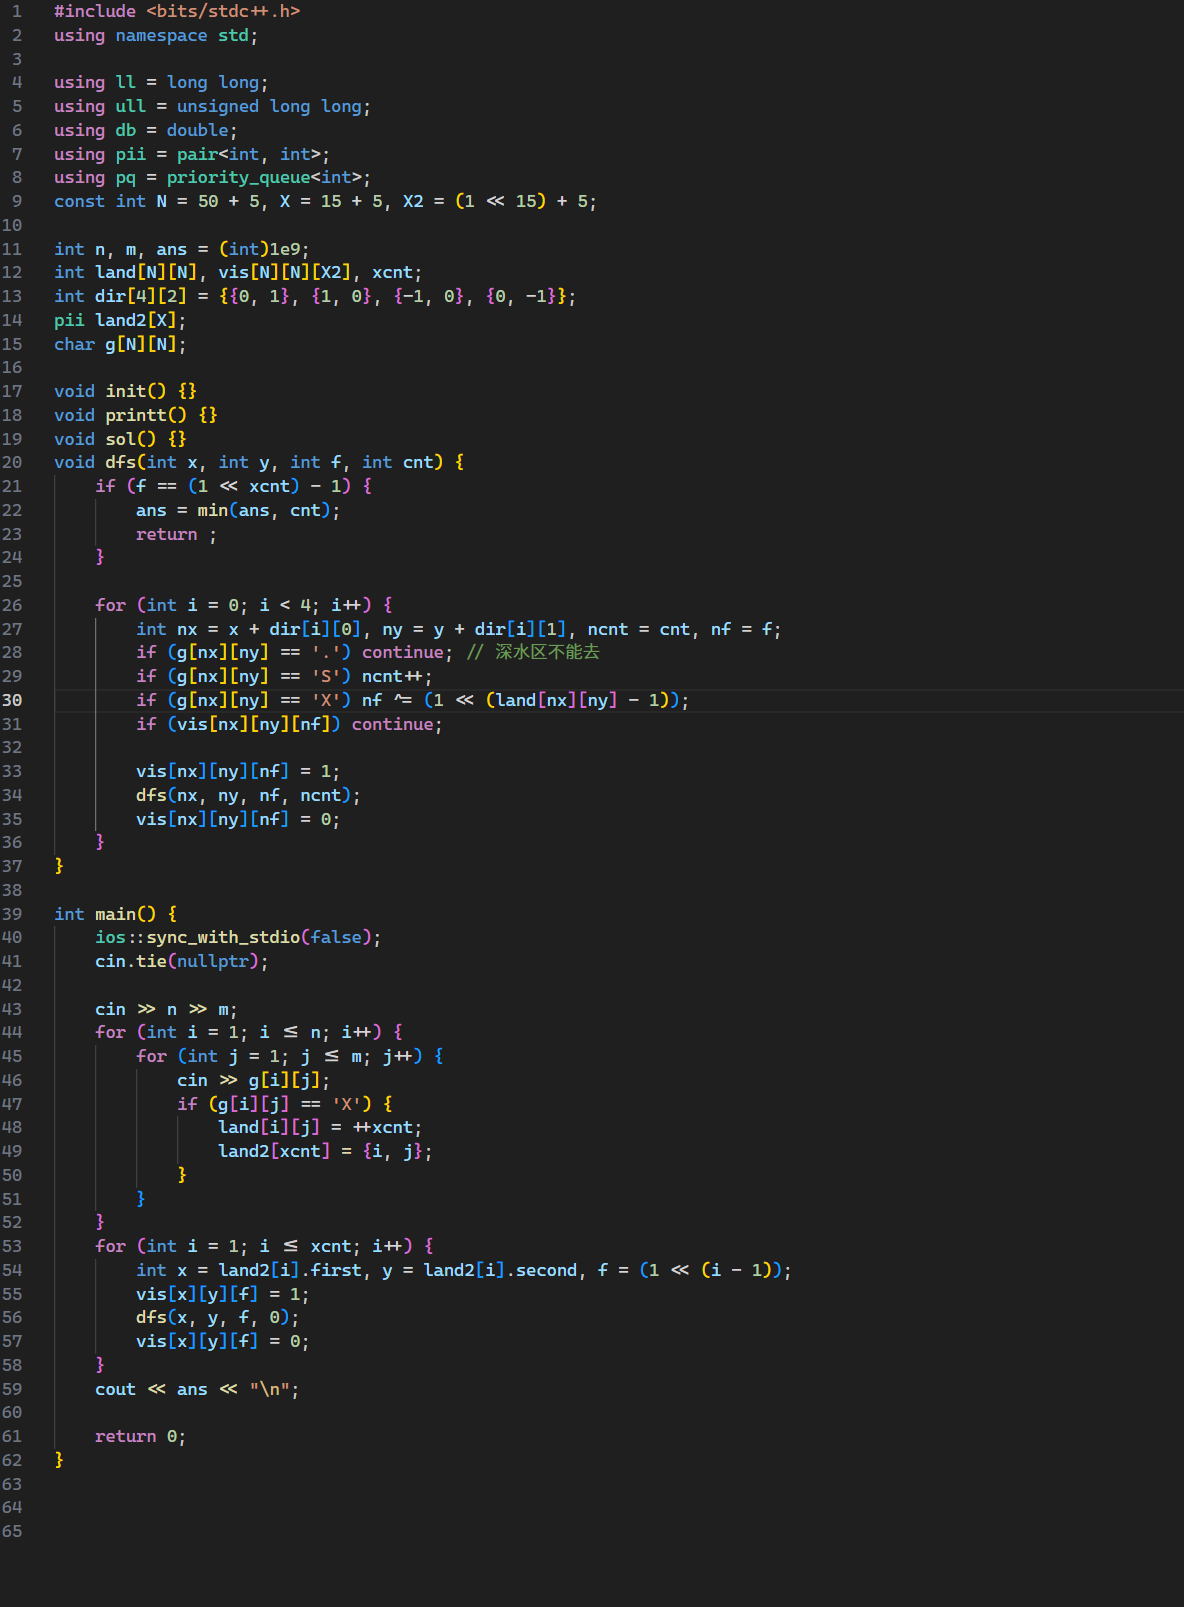 1 #include <bits/stdc++.h>
2 using namespace std;
3
4 using ll = long long;
5 using ull = unsigned long long;
6 using db = double;
7 using pii = pair<int, int>;
8 using pq = priority_queue<int>;
9 const int N = 50 + 5, X = 15 + 5, X2 = (1 << 15) + 5;
10
11 int n, m, ans = (int)1e9;
12 int land[N][N], vis[N][N][X2], xcnt;
13 int dir[4][2] = {{0, 1}, {1, 0}, {-1, 0}, {0, -1}};
14 pii land2[X];
15 char g[N][N];
16
17 void init() {}
18 void printt() {}
19 void sol() {}
20 void dfs(int x, int y, int f, int cnt) {
21     if (f == (1 << xcnt) - 1) {
22         ans = min(ans, cnt);
23         return ;
24     }
25
26     for (int i = 0; i < 4; i++) {
27         int nx = x + dir[i][0], ny = y + dir[i][1], ncnt = cnt, nf = f;
28         if (g[nx][ny] == '.') continue; // 深水区不能去
29         if (g[nx][ny] == 'S') ncnt++;
30         if (g[nx][ny] == 'X') nf ^= (1 << (land[nx][ny] - 1));
31         if (vis[nx][ny][nf]) continue;
32
33         vis[nx][ny][nf] = 1;
34         dfs(nx, ny, nf, ncnt);
35         vis[nx][ny][nf] = 0;
36     }
37 }
38
39 int main() {
40     ios::sync_with_stdio(false);
41     cin.tie(nullptr);
42
43     cin >> n >> m;
44     for (int i = 1; i <= n; i++) {
45         for (int j = 1; j <= m; j++) {
46             cin >> g[i][j];
47             if (g[i][j] == 'X') {
48                 land[i][j] = ++xcnt;
49                 land2[xcnt] = {i, j};
50             }
51         }
52     }
53     for (int i = 1; i <= xcnt; i++) {
54         int x = land2[i].first, y = land2[i].second, f = (1 << (i - 1));
55         vis[x][y][f] = 1;
56         dfs(x, y, f, 0);
57         vis[x][y][f] = 0;
58     }
59     cout << ans << "\n";
60
61     return 0;
62 }
63
64
65